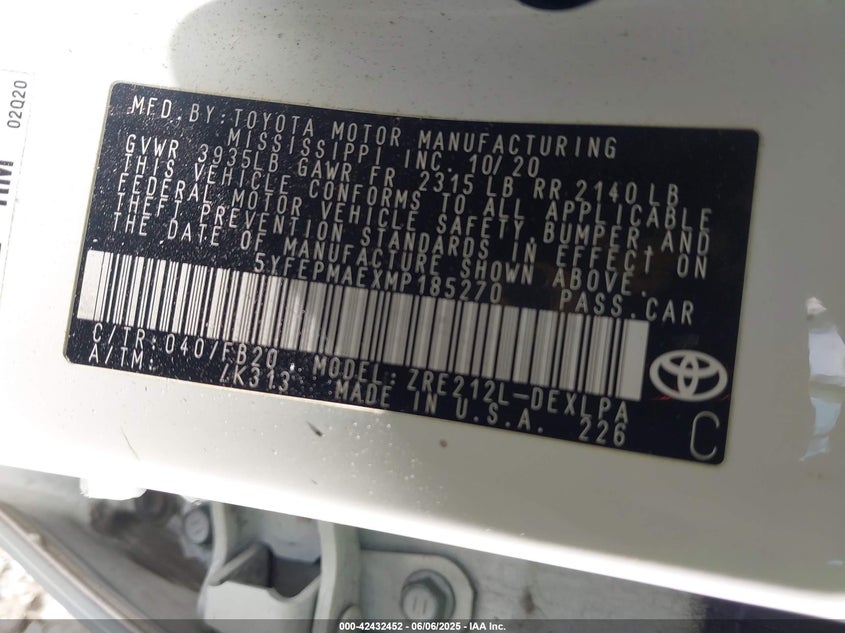 02Q20
MFD.BY:TOYOTA MOTOR MANUFACTURING
MISSISSIPPI INC. 10/20
GVWR 3935LB GAWR FR 2315 LB RR 2140 LB
THIS VEHICLE CONFORMS TO ALL APPLICABLE
FEDERAL MOTOR VEHICLE SAFETY,BUMPER,AND
THEFT PREVENTION STANDARDS IN EFFECT ON
THE DATE OF MANUFACTURE SHOWN ABOVE.
5YFEPMAEXMP185270 PASS.CAR
C/TR: 040/FB20 MODEL: ZRE212L-DEXLPA
A/TM: /K313 MADE IN U.S.A. 226
C
000-42432452 - 06/06/2025 - IAA Inc.